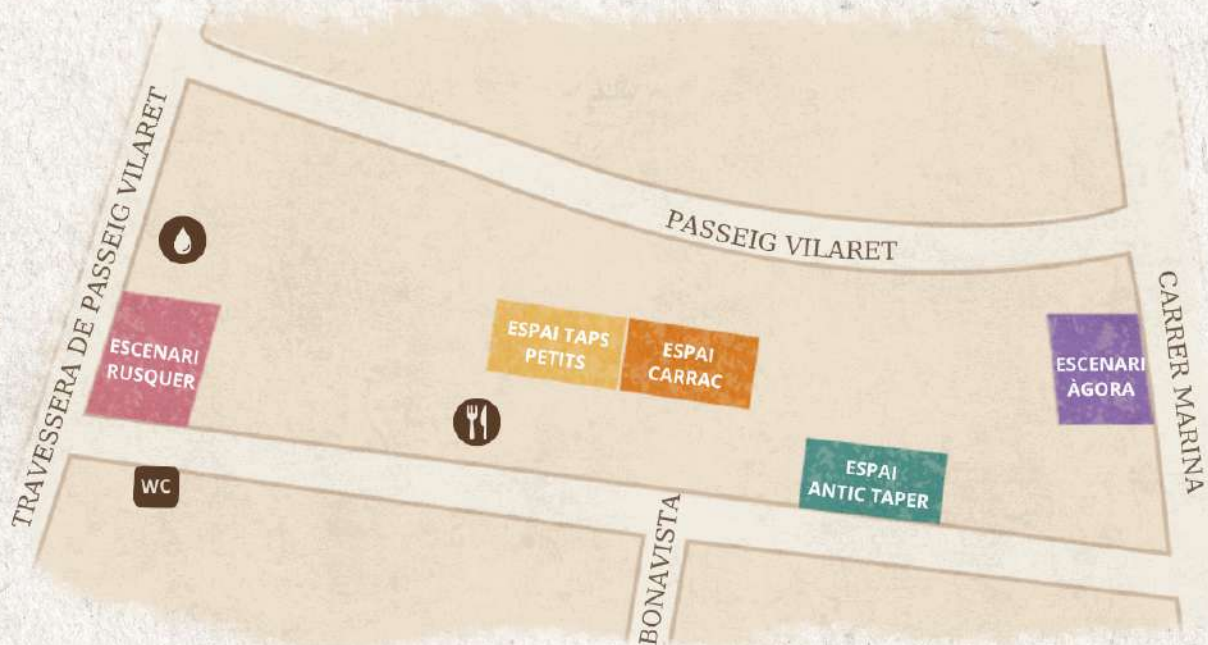 TRAVESSERA DE PASSEIG VILARET
PASSEIG VILARET
CARRER MARINA
ESCENARI
RUSQUER
ESPAI TAPS
PETITS
ESPAI
CARRAC
ESCENARI
ÀGORA
ESPAI
ANTIC TAPER
WC
BONAVISTA